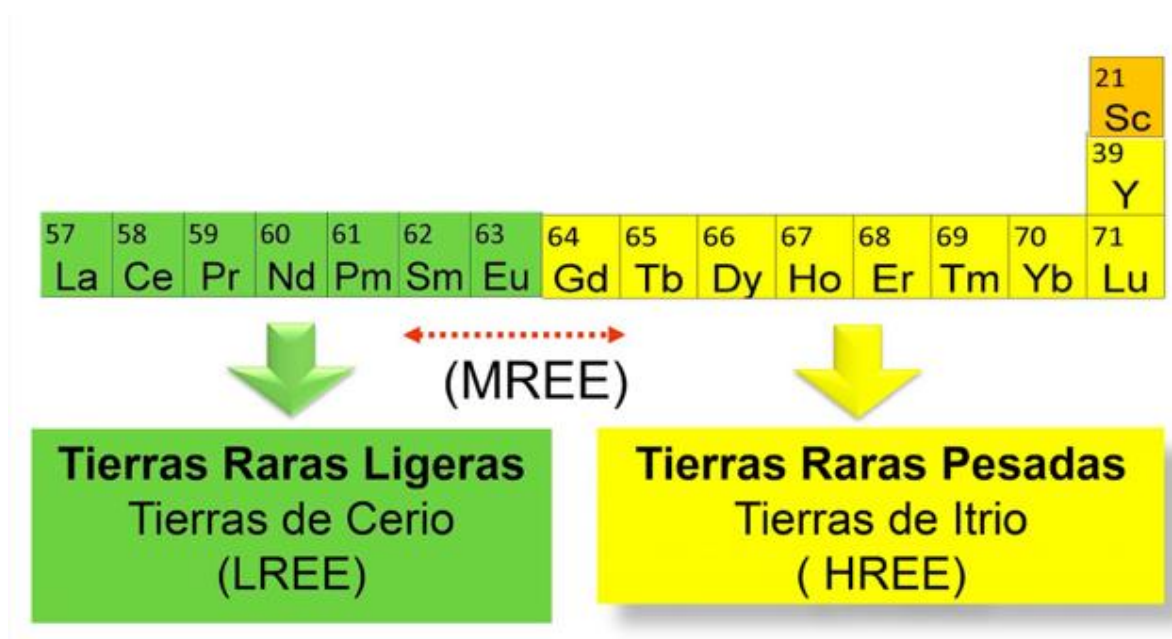 21
Sc
39
Y
57 58 59 60 61 62 63 64 65 66 67 68 69 70 71
La Ce Pr Nd Pm Sm Eu Gd Tb Dy Ho Er Tm Yb Lu
(MREE)
Tierras Raras Ligeras
Tierras de Cerio
(LREE)
Tierras Raras Pesadas
Tierras de Itrio
( HREE)